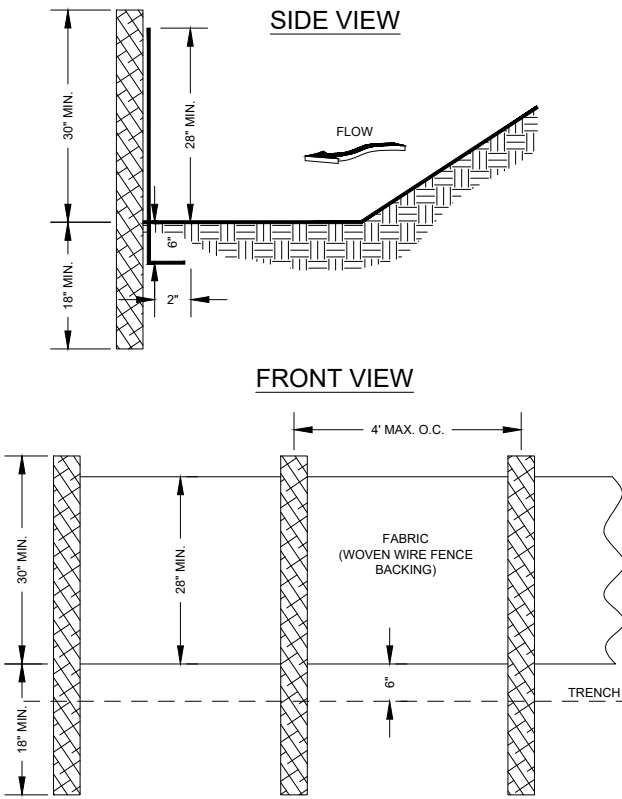 SIDE VIEW
30" MIN.
28" MIN.
FLOW
6"
18" MIN.
2"
FRONT VIEW
4' MAX. O.C.
30" MIN.
28" MIN.
FABRIC
(WOVEN WIRE FENCE
BACKING)
6"
TRENCH
18" MIN.